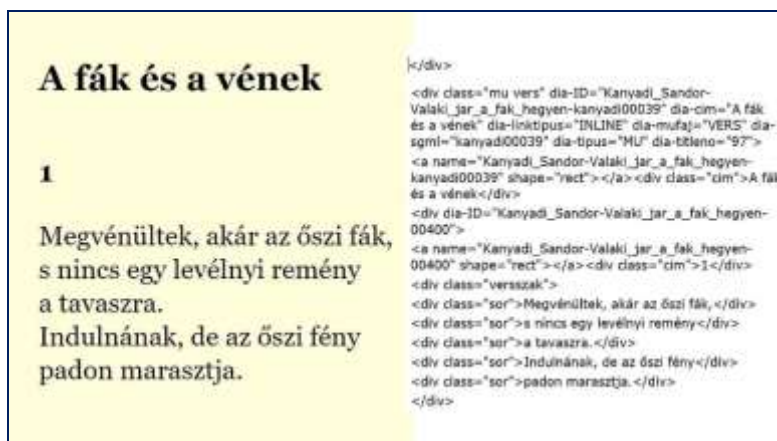 A fák és a vének
1
Megvénültek, akár az őszi fák,
s nincs egy levélnyi remény
a tavaszra.
Indulnának, de az őszi fény
padon marasztja.
</div>
<div class="mu vers" dia-ID="Kanyadi_Sandor-
Valaki_jar_a_fak_hegyen-kanyadi00039" dia-cim="A fák
és a vének" dia-linktipus="INLINE" dia-mufaj="VERS" dia-
sgml="kanyadi00039" dia-tipus="MU" dia-titleno="97">
<a name="Kanyadi_Sandor-Valaki_jar_a_fak_hegyen-
kanyadi00039" shape="rect"></a><div class="cim">A fák
és a vének</div>
<div dia-ID="Kanyadi_Sandor-Valaki_jar_a_fak_hegyen-
00400">
<a name="Kanyadi_Sandor-Valaki_jar_a_fak_hegyen-
00400" shape="rect"></a><div class="cim">1</div>
<div class="versszak">
<div class="sor">Megvénültek, akár az őszi fák,</div>
<div class="sor">s nincs egy levélnyi remény</div>
<div class="sor">a tavaszra.</div>
<div class="sor">Indulnának, de az őszi fény</div>
<div class="sor">padon marasztja.</div>
</div>